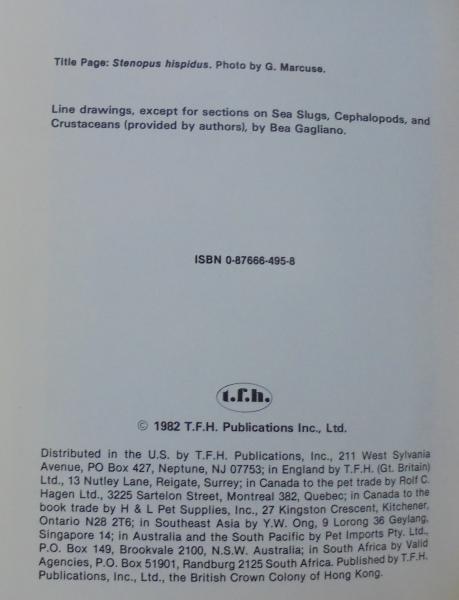 Title Page: Stenopus hispidus. Photo by G. Marcuse.
Line drawings, except for sections on Sea Slugs, Cephalopods, and
Crustaceans (provided by authors), by Bea Gagliano.
ISBN 0-87666-495-8
t.f.h.
© 1982 T.F.H. Publications Inc., Ltd.
Distributed in the U.S. by T.F.H. Publications, Inc., 211 West Sylvania
Avenue, PO Box 427, Neptune, NJ 07753; in England by T.F.H. (Gt. Britain)
Ltd., 13 Nutley Lane, Reigate, Surrey; in Canada to the pet trade by Rolf C.
Hagen Ltd., 3225 Sartelon Street, Montreal 382, Quebec; in Canada to the
book trade by H & L Pet Supplies, Inc., 27 Kingston Crescent, Kitchener,
Ontario N28 2T6; in Southeast Asia by Y.W. Ong, 9 Lorong 36 Geylang,
Singapore 14; in Australia and the South Pacific by Pet Imports Pty. Ltd.,
P.O. Box 149, Brookvale 2100, N.S.W. Australia; in South Africa by Valid
Agencies, P.O. Box 51901, Randburg 2125 South Africa. Published by T.F.H.
Publications, Inc., Ltd., the British Crown Colony of Hong Kong.